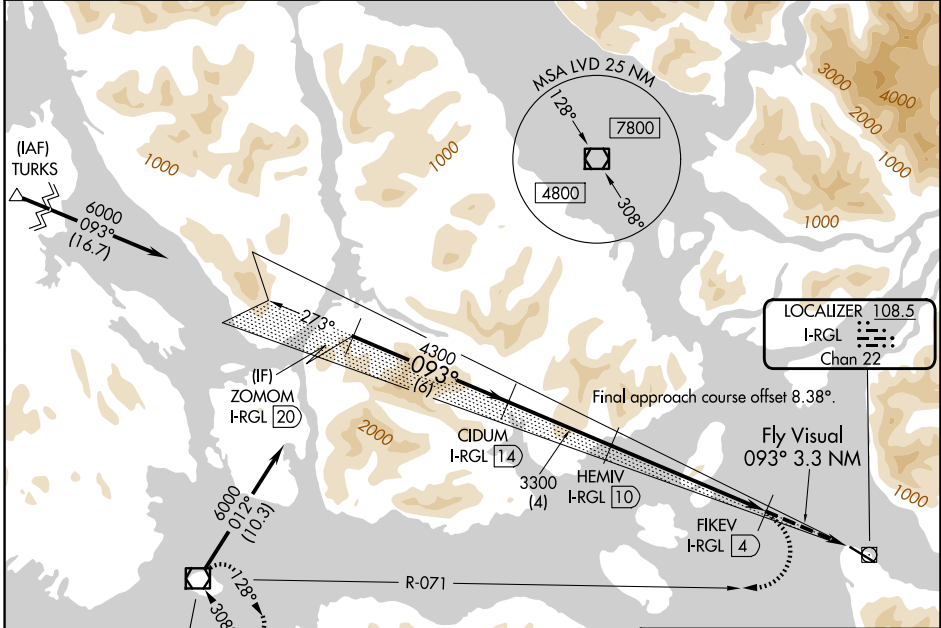 MSA LVD 25 NM
128°
7800
4800
308°
3000
4000
2000
1000
1000
1000
1000
(IAF)
TURKS
6000
093°
(16.7)
273°
4300
093°
(6)
(IF)
ZOMOM
I-RGL 20
2000
CIDUM
I-RGL 14
3300
(4)
HEMIV
I-RGL 10
Final approach course offset 8.38°.
LOCALIZER 108.5
I-RGL
Chan 22
Fly Visual
093° 3.3 NM
1000
FIKEV
I-RGL 4
6000
012°
(10.3)
R-071
128°
308°